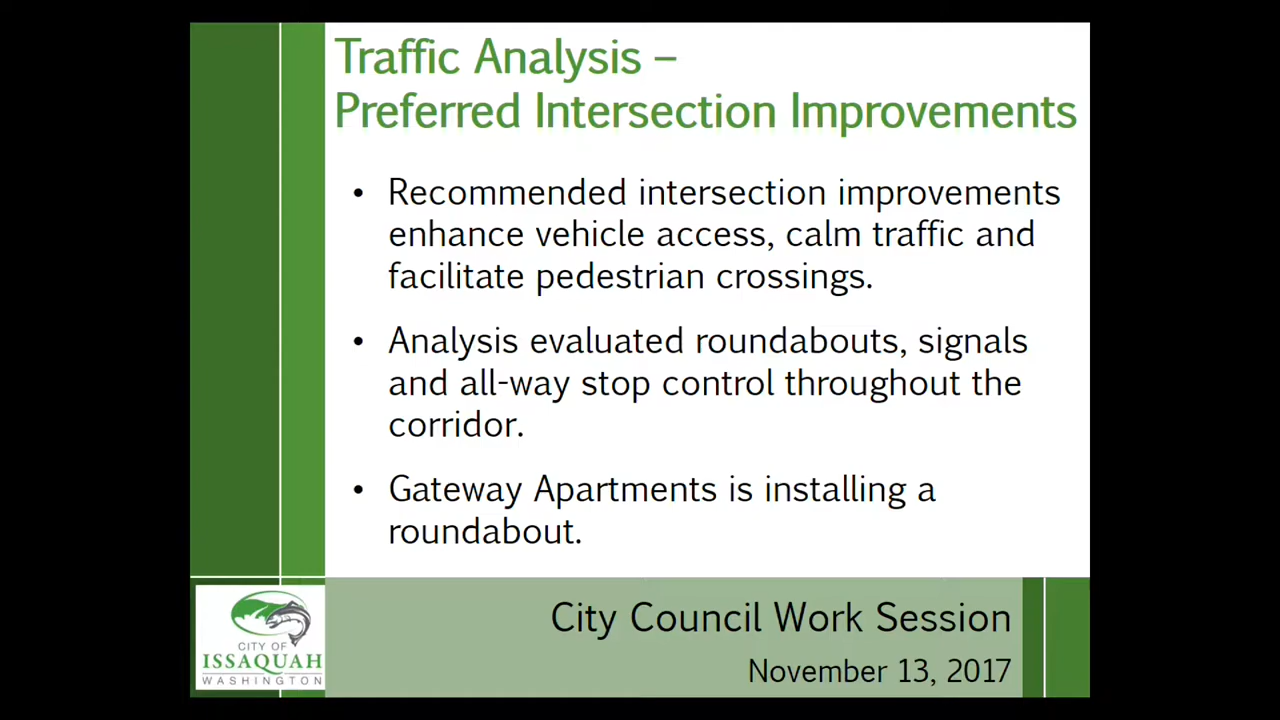 Traffic Analysis –
Preferred Intersection Improvements
• Recommended intersection improvements
enhance vehicle access, calm traffic and
facilitate pedestrian crossings.
• Analysis evaluated roundabouts, signals
and all-way stop control throughout the
corridor.
• Gateway Apartments is installing a
roundabout.
City Council Work Session
November 13, 2017
CITY OF
ISSAQUAH
WASHINGTON